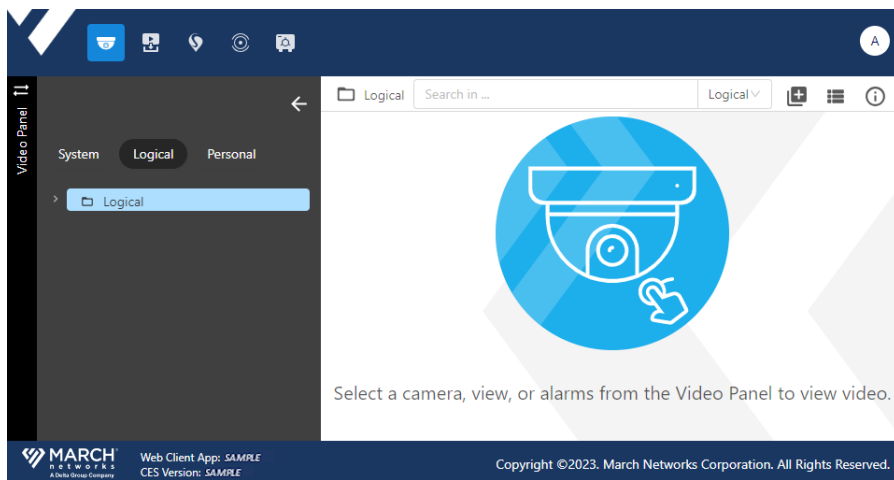 A
Video Panel
Logical
Search in ...
Logical
System
Logical
Personal
Logical
Select a camera, view, or alarms from the Video Panel to view video.
MARCH
networks
A Delta Group Company
Web Client App: SAMPLE
CES Version: SAMPLE
Copyright ©2023. March Networks Corporation. All Rights Reserved.